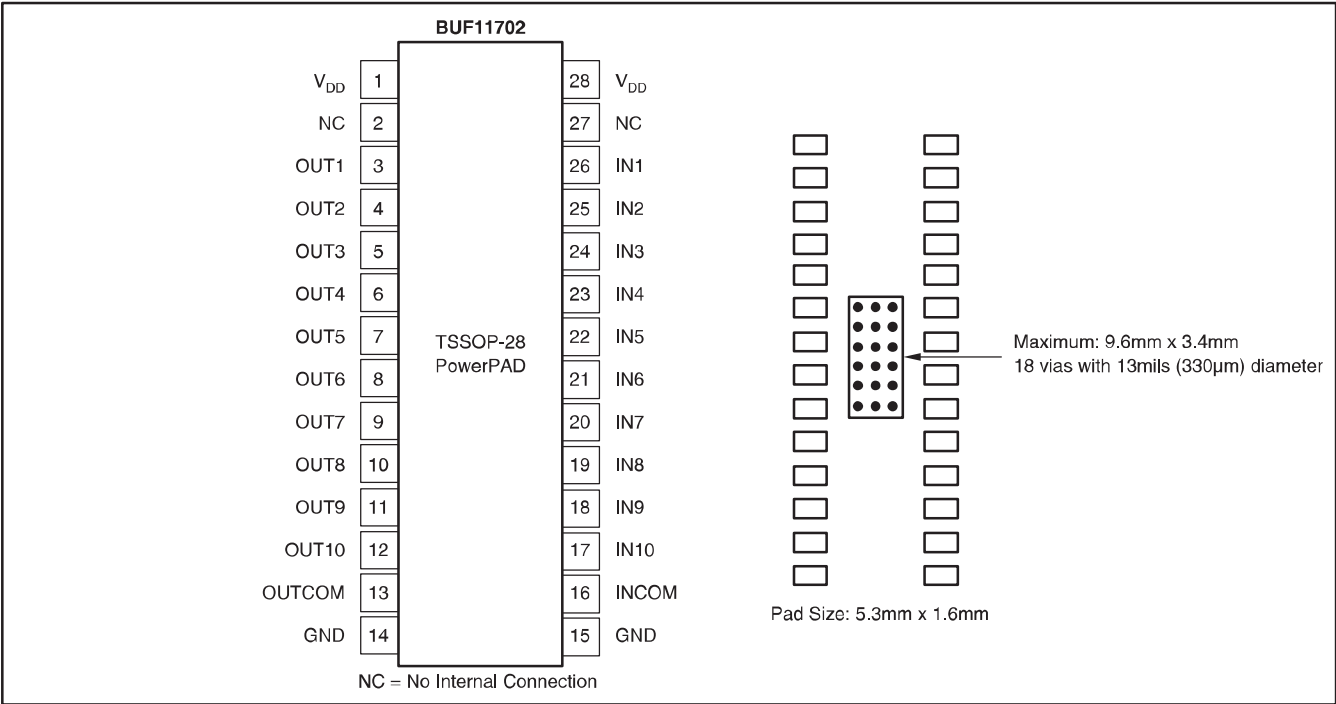 BUF11702
V_DD 1 28 V_DD
NC 2 27 NC
OUT1 3 26 IN1
OUT2 4 25 IN2
OUT3 5 24 IN3
OUT4 6 23 IN4
OUT5 7 22 IN5
OUT6 8 21 IN6
OUT7 9 20 IN7
OUT8 10 19 IN8
OUT9 11 18 IN9
OUT10 12 17 IN10
OUTCOM 13 16 INCOM
GND 14 15 GND
TSSOP-28
PowerPAD
NC = No Internal Connection
Maximum: 9.6mm x 3.4mm
18 vias with 13mils (330μm) diameter
Pad Size: 5.3mm x 1.6mm